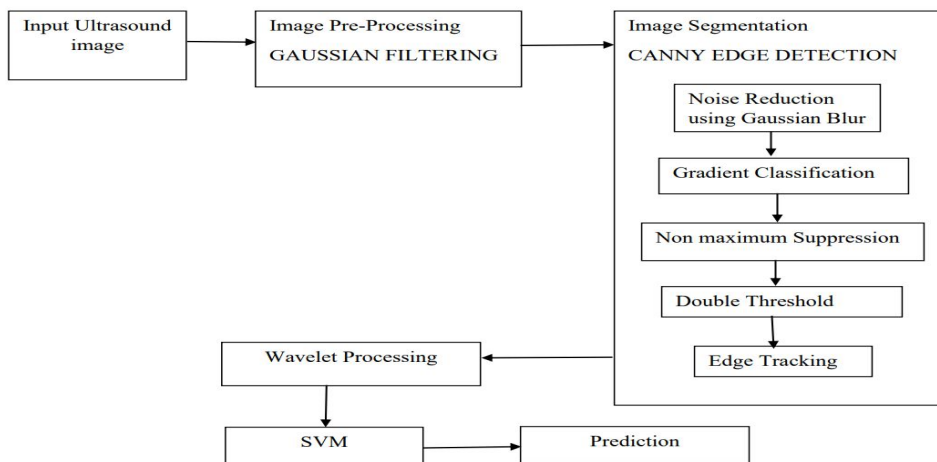 Input Ultrasound
image
Image Pre-Processing
GAUSSIAN FILTERING
Image Segmentation
CANNY EDGE DETECTION
Noise Reduction
using Gaussian Blur
Gradient Classification
Non maximum Suppression
Double Threshold
Edge Tracking
Wavelet Processing
SVM
Prediction